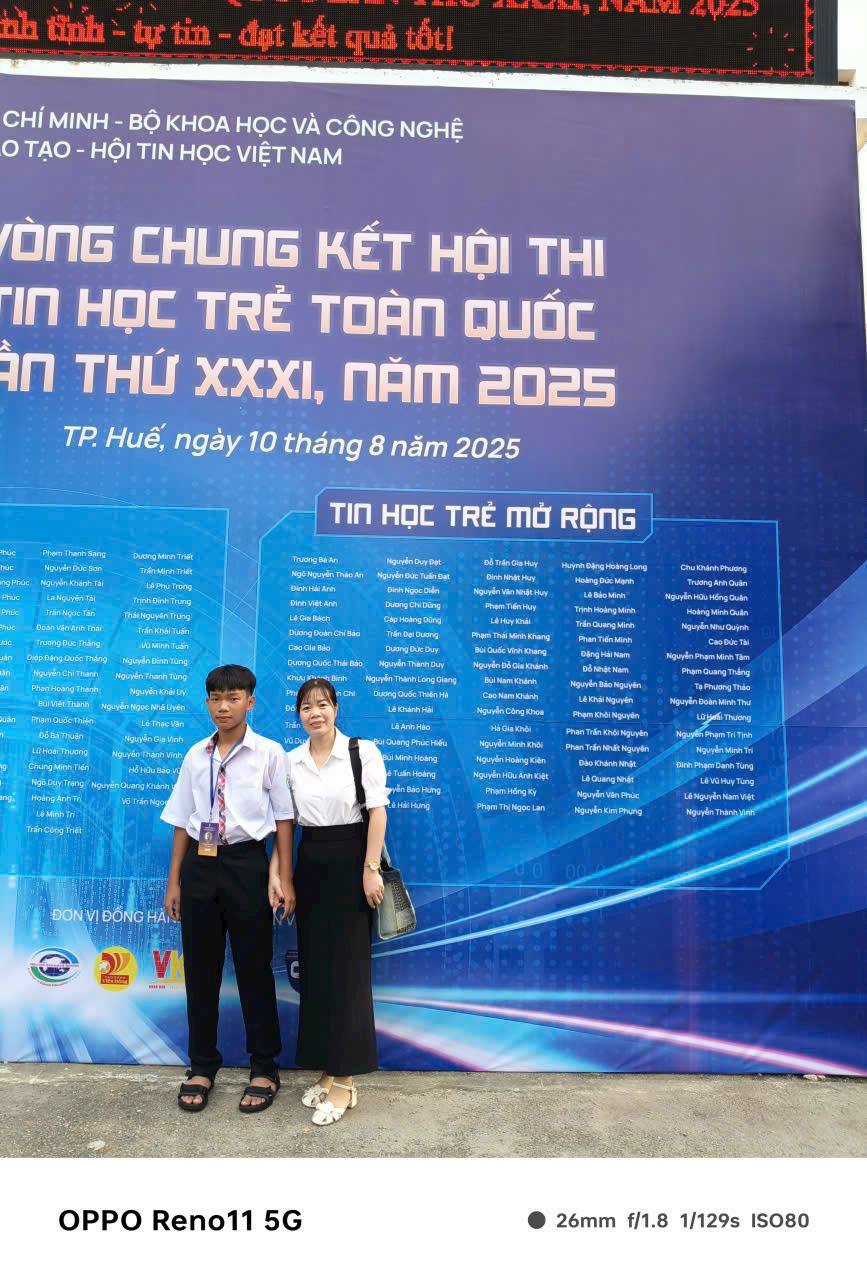 THỨ XXXI, NĂM 2025
tĩnh - tự tin - đạt kết quả tốt!
CHÍ MINH - BỘ KHOA HỌC VÀ CÔNG NGHỆ
TẠO - HỘI TIN HỌC VIỆT NAM
VÒNG CHUNG KẾT HỘI THI
TIN HỌC TRẺ TOÀN QUỐC
THỨ XXXI, NĂM 2025
TP. Huế, ngày 10 tháng 8 năm 2025
Phúc
Phúc
Phúc
Phúc
Phúc
Phúc
Phạm Thanh Sang
Nguyễn Đức Sơn
Nguyễn Khánh Tài
La Nguyên Tài
Trần Ngọc Tấn
Đoàn Văn Anh Thái
Trương Đức Thắng
Diệp Đặng Quốc Thắng
Nguyễn Chí Thanh
Phan Hoàng Thanh
Bùi Việt Thành
Phạm Quốc Thiên
Đỗ Bá Thuần
Lữ Hoài Thương
Chung Minh Tiến
Ngô Duy Trang
Hoàng Anh Trí
Lê Minh Trí
Trần Công Triết
Dương Minh Triết
Trần Minh Triết
Lê Phú Trọng
Trịnh Đình Trung
Thái Nguyên Trung
Trần Khải Tuấn
Vũ Minh Tuấn
Nguyễn Đình Tùng
Nguyễn Thanh Tùng
Nguyễn Khải Uy
Nguyễn Ngọc Nhã Uyên
Lê Thạc Văn
Nguyễn Gia Vinh
Nguyễn Thành Vinh
Hồ Hữu Bảo
Nguyễn Quang Khánh
Võ Trần Ngọc
TIN HỌC TRẺ MỞ RỘNG
Trương Bá An
Ngô Nguyễn Thảo An
Đinh Hải Anh
Đinh Việt Anh
Lê Gia Bách
Dương Đoàn Chí Bảo
Cao Gia Bảo
Dương Quốc Thái Bảo
Khưu Khánh Bình
Chi
Trần
Vũ
Nguyễn Duy Đạt
Nguyễn Đức Tuấn Đạt
Đinh Ngọc Diễn
Dương Chí Dũng
Cáp Hoàng Dũng
Trần Đại Dương
Dương Đức Duy
Nguyễn Thanh Duy
Nguyễn Thành Long Giang
Dương Quốc Thiên Hà
Lê Khánh Hải
Lê Anh Hào
Bùi Quang Phúc Hiếu
Bùi Minh Hoàng
Lê Tuấn Hoàng
Bảo Hưng
Lê Hải Hưng
Đỗ Trần Gia Huy
Đinh Nhật Huy
Nguyễn Văn Nhật Huy
Phạm Tiến Huy
Lê Huy Khải
Phạm Thái Minh Khang
Bùi Quốc Vĩnh Khang
Nguyễn Đỗ Gia Khánh
Bùi Nam Khánh
Cao Nam Khánh
Nguyễn Công Khoa
Hà Gia Khôi
Nguyễn Minh Khôi
Nguyễn Hoàng Kiên
Nguyễn Hữu Anh Kiệt
Phạm Hồng Kỳ
Phạm Thị Ngọc Lan
Huỳnh Đặng Hoàng Long
Hoàng Đức Mạnh
Lê Bảo Minh
Trịnh Hoàng Minh
Trần Quang Minh
Phan Tiến Minh
Đặng Hải Nam
Đỗ Nhật Nam
Nguyễn Bảo Nguyên
Lê Khải Nguyên
Phạm Khôi Nguyên
Phan Trần Khôi Nguyên
Phan Trần Nhất Nguyên
Đào Khánh Nhật
Lê Quang Nhật
Nguyễn Văn Phúc
Nguyễn Kim Phụng
Chu Khánh Phương
Trương Anh Quân
Nguyễn Hữu Hồng Quân
Hoàng Minh Quân
Nguyễn Như Quỳnh
Cao Đức Tài
Nguyễn Phạm Minh Tâm
Phạm Quang Thắng
Tạ Phương Thảo
Nguyễn Đoàn Minh Thư
Lữ Hoài Thương
Nguyễn Phạm Trí Tịnh
Nguyễn Minh Trí
Đinh Phạm Danh Tùng
Lê Vũ Huy Tùng
Lê Nguyễn Nam Việt
Nguyễn Thành Vinh
ĐƠN VỊ ĐỒNG
OPPO Reno11 5G
26mm f/1.8 1/129s ISO80